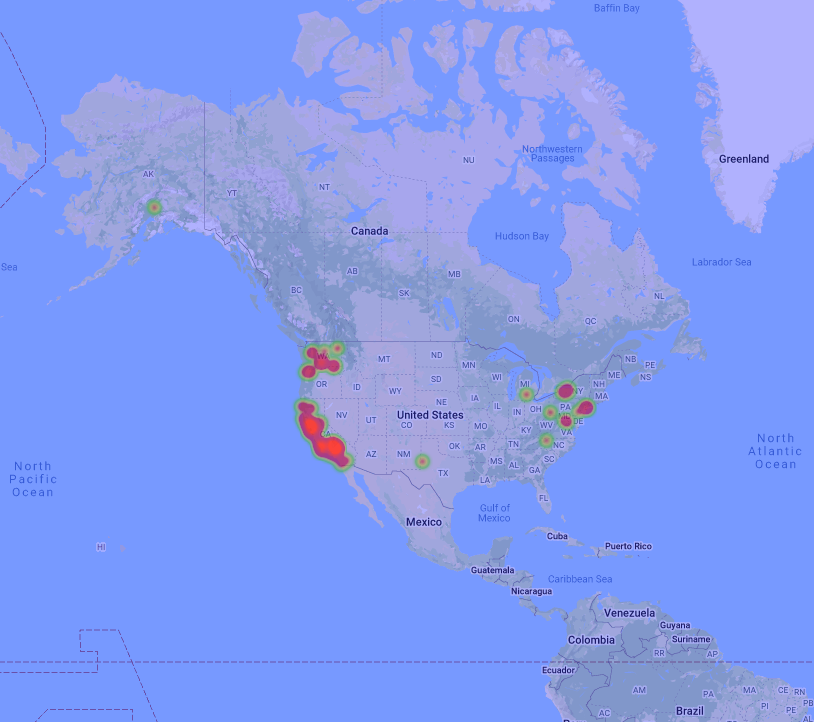 Baffin Bay
Northwestern
Passages
NU
Greenland
AK
YT
NT
Canada
Hudson Bay
Labrador Sea
Sea
AB
MB
BC
SK
NL
ON
QC
WA
MT
ND
MN
NB
PE
ME
NS
OR
ID
SD
WI
MI
NY
NH
MA
WY
NE
IA
IL
IN
OH
PA
NV
UT
United States
CO
KS
MO
WV
DE
KY
VA
CA
AZ
NM
OK
AR
TN
NC
TX
MS
AL
GA
SC
LA
FL
North
Pacific
Ocean
North
Atlantic
Ocean
Gulf of
Mexico
Mexico
HI
Cuba
Puerto Rico
Guatemala
Caribbean Sea
Nicaragua
Venezuela
Guyana
Suriname
Colombia
RR
AP
Ecuador
AM
PA
MA
CE
RN
PB
PI
PE
AL
AC
TO
Brazil